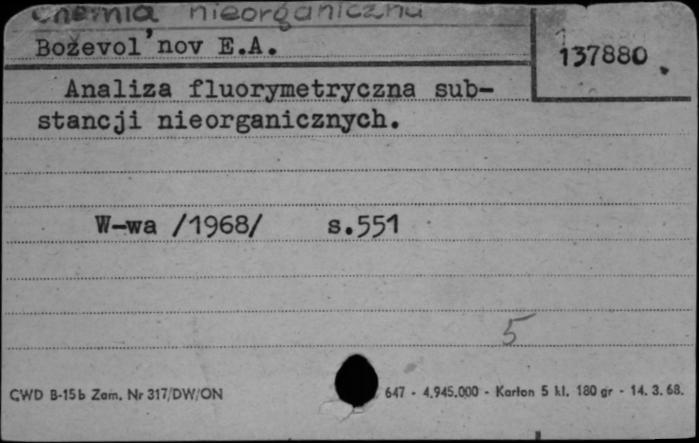 Chemia nieorganiczna
Boževol'nov E.A.
137880
Analiza fluorymetryczna sub-
stancji nieorganicznych.
W-wa /1968/ s.551
5
CWD B-15b Zam. Nr 317/DW/ON 647 - 4.945.000 - Karton 5 kl. 180 gr - 14. 3. 68.